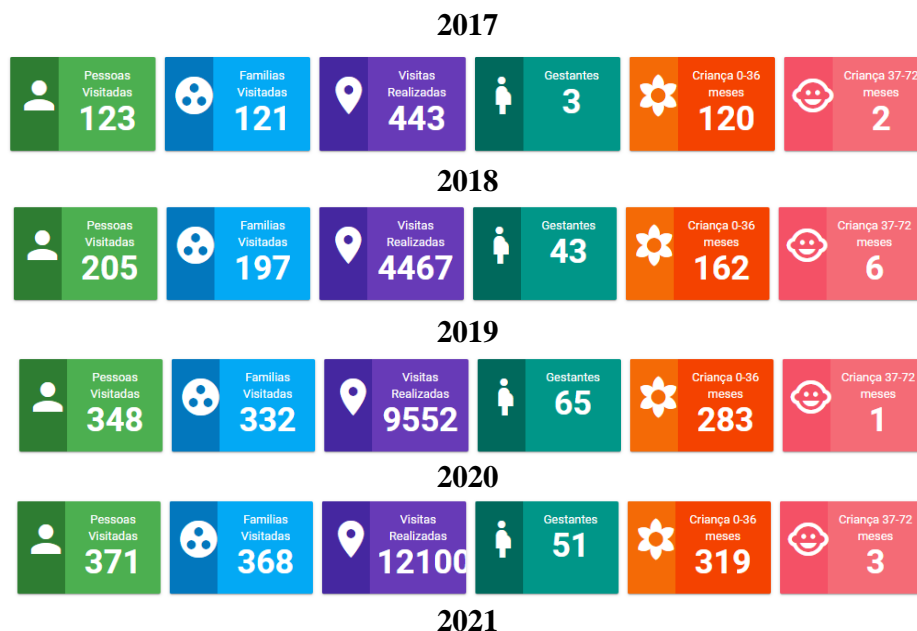 2017
Pessoas
Visitadas
123
Familias
Visitadas
121
Visitas
Realizadas
443
Gestantes
3
Criança 0-36
meses
120
Criança 37-72
meses
2
2018
Pessoas
Visitadas
205
Familias
Visitadas
197
Visitas
Realizadas
4467
Gestantes
43
Criança 0-36
meses
162
Criança 37-72
meses
6
2019
Pessoas
Visitadas
348
Familias
Visitadas
332
Visitas
Realizadas
9552
Gestantes
65
Criança 0-36
meses
283
Criança 37-72
meses
1
2020
Pessoas
Visitadas
371
Familias
Visitadas
368
Visitas
Realizadas
12100
Gestantes
51
Criança 0-36
meses
319
Criança 37-72
meses
3
2021